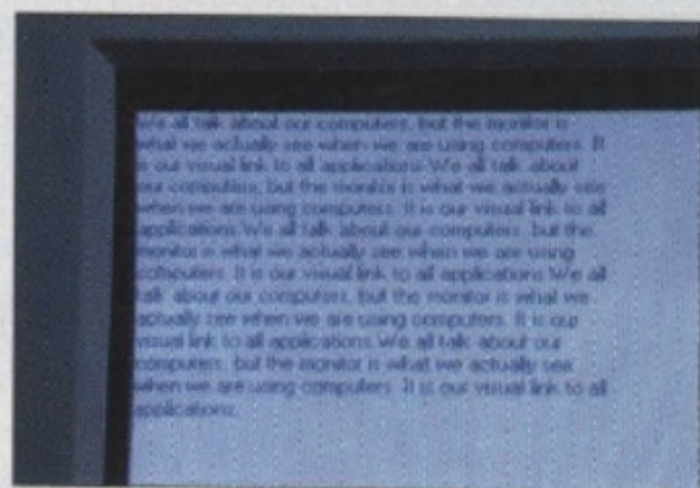 We all talk about our computers, but the monitor is
what we actually see when we are using computers. It
is our visual link to all applications. We all talk about
our computers, but the monitor is what we actually see
when we are using computers. It is our visual link to all
applications. We all talk about our computers, but the
monitor is what we actually see when we are using
computers. It is our visual link to all applications. We all
talk about our computers, but the monitor is what we
actually see when we are using computers. It is our
visual link to all applications. We all talk about our
computers, but the monitor is what we actually see
when we are using computers. It is our visual link to all
applications.